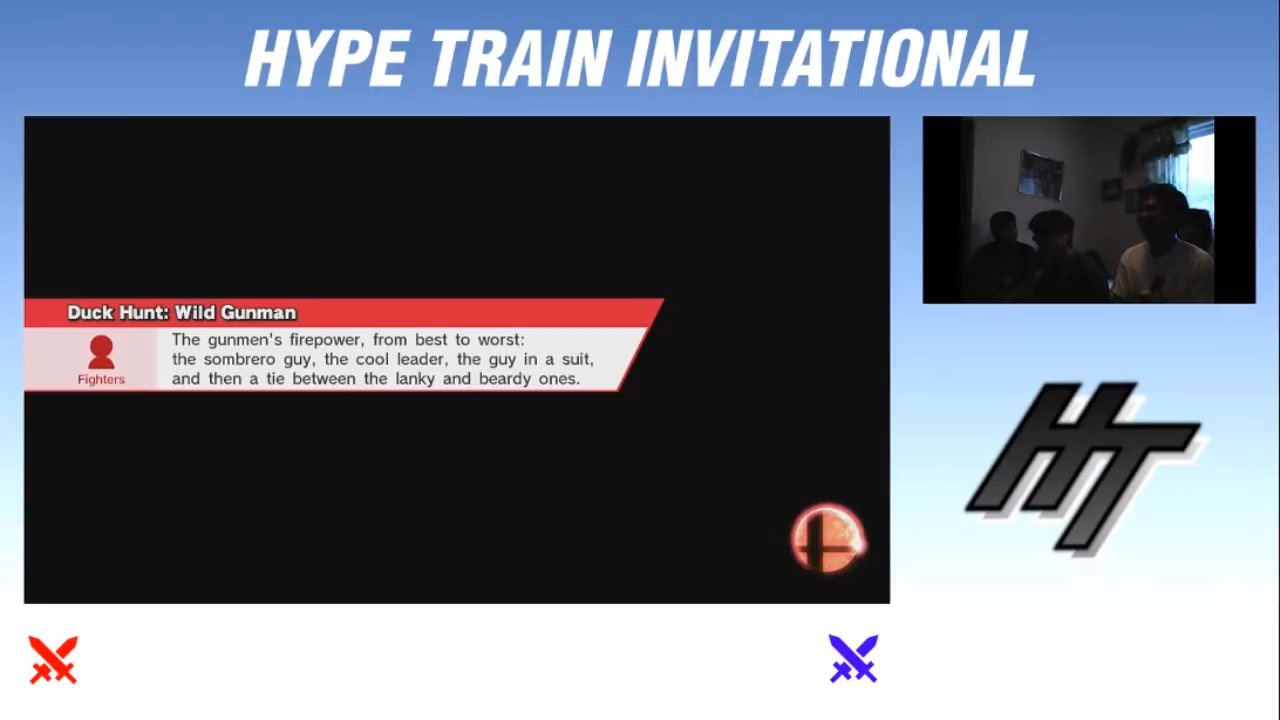 HYPE TRAIN INVITATIONAL
Duck Hunt: Wild Gunman
The gunmen's firepower, from best to worst:
the sombrero guy, the cool leader, the guy in a suit,
and then a tie between the lanky and beardy ones.
Fighters
HT